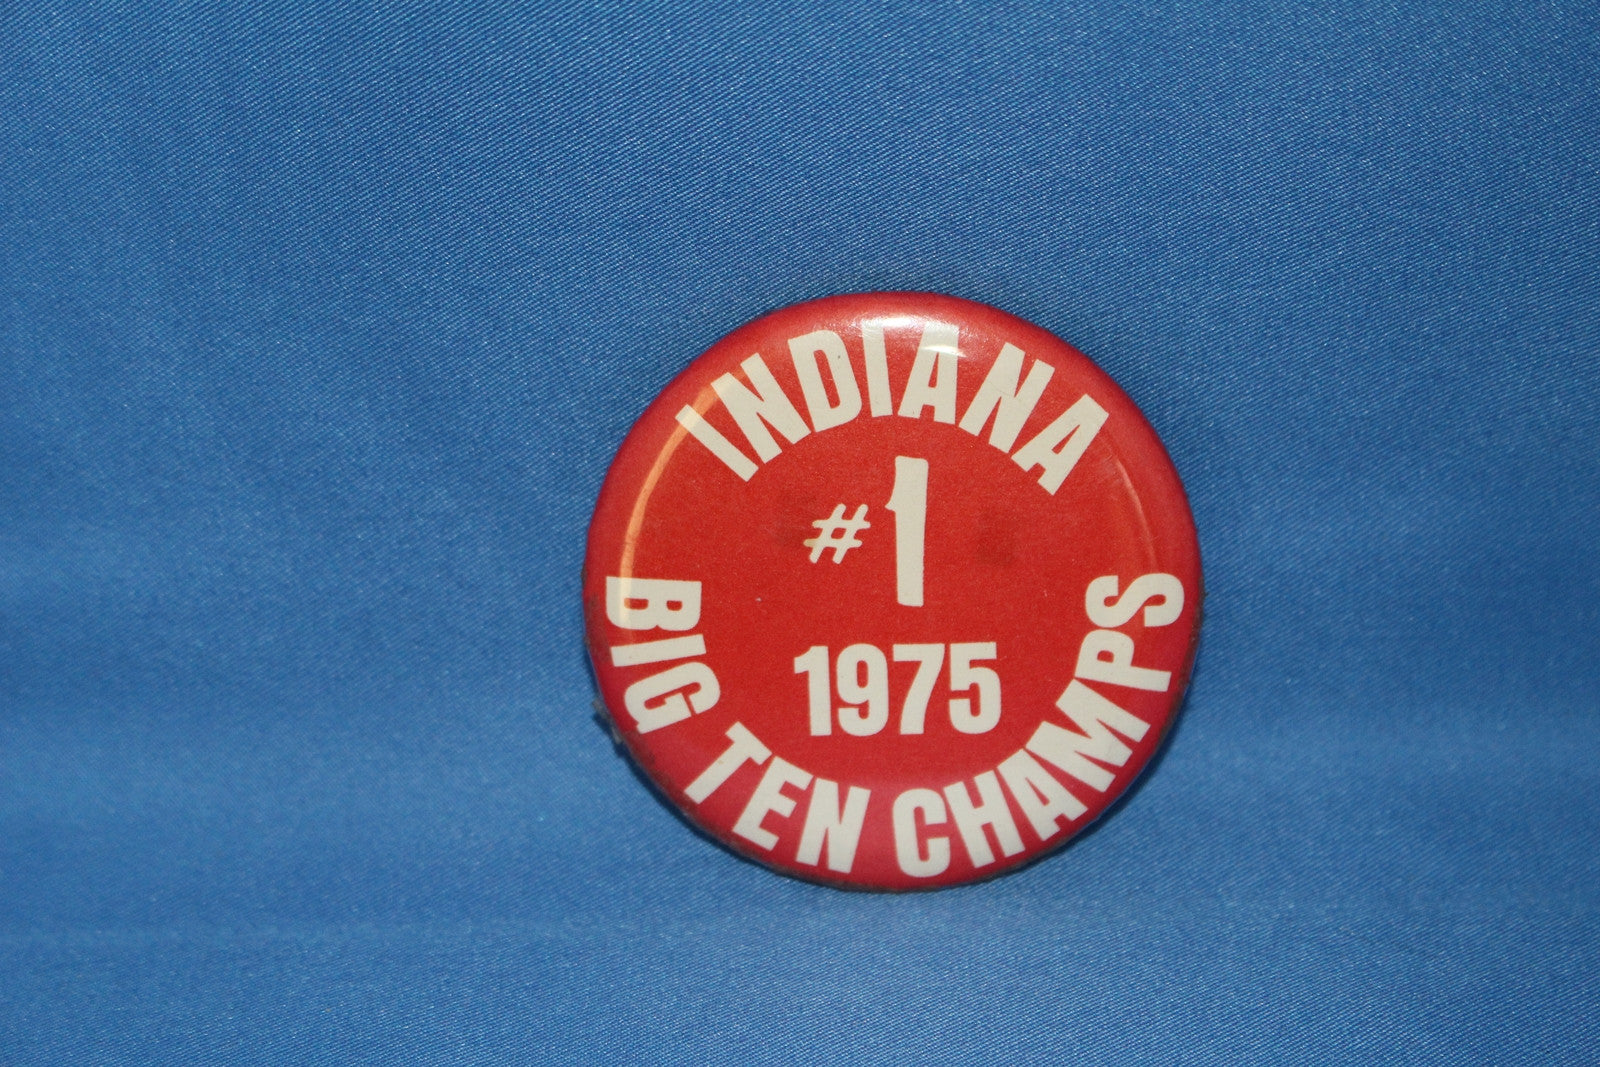 INDIANA
#1
1975
BIG TEN CHAMPS